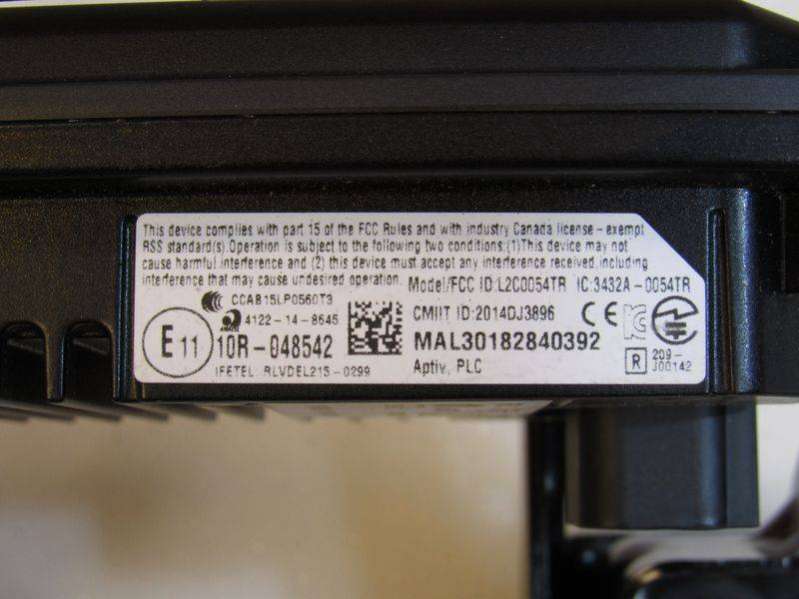 This device complies with part 15 of the FCC Rules and with industry Canada license - exempt
RSS standard(s).Operation is subject to the following two conditions:(1)This device may not
cause harmful interference and (2) this device must accept any interference received,including
interference that may cause undesired operation. Model/FCC ID:L2C0054TR IC:3432A-0054TR
CCAB15LP0560T3
4122-14-8645
CMIIT ID:2014DJ3896
CE
E 11
10R-048542
MAL30182840392
R
209-
J00142
IFETEL: RLVDEL215-0299
Aptiv, PLC